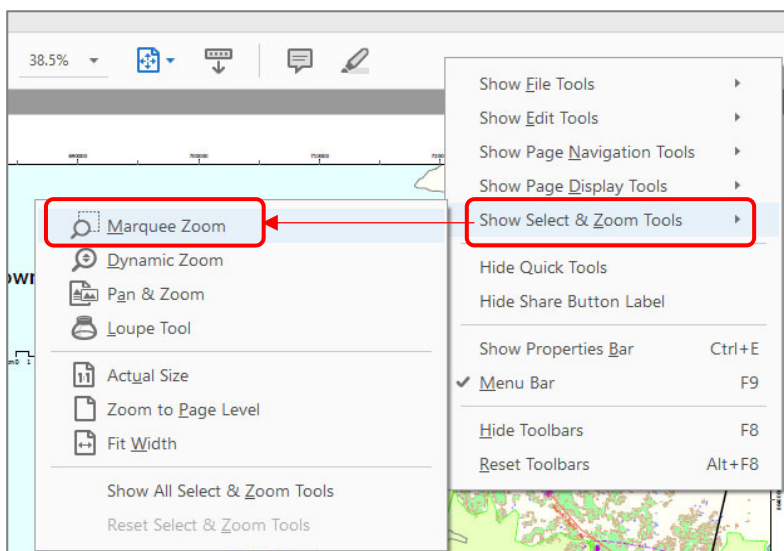 38.5%
Show File Tools
Show Edit Tools
Show Page Navigation Tools
Show Page Display Tools
Show Select & Zoom Tools
Hide Quick Tools
Hide Share Button Label
Show Properties Bar Ctrl+E
Menu Bar F9
Hide Toolbars F8
Reset Toolbars Alt+F8
Marquee Zoom
Dynamic Zoom
Pan & Zoom
Loupe Tool
Actual Size
Zoom to Page Level
Fit Width
Show All Select & Zoom Tools
Reset Select & Zoom Tools